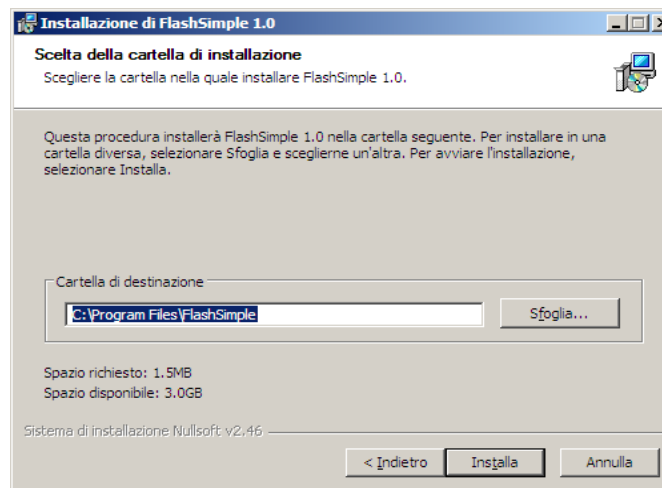 Installazione di FlashSimple 1.0
Scelta della cartella di installazione
Scegliere la cartella nella quale installare FlashSimple 1.0.
Questa procedura installerà FlashSimple 1.0 nella cartella seguente. Per installare in una
cartella diversa, selezionare Sfoglia e sceglierne un'altra. Per avviare l'installazione,
selezionare Installa.
Cartella di destinazione
C:\Program Files\FlashSimple
Sfoglia...
Spazio richiesto: 1.5MB
Spazio disponibile: 3.0GB
Sistema di installazione Nullsoft v2.46
< Indietro
Installa
Annulla